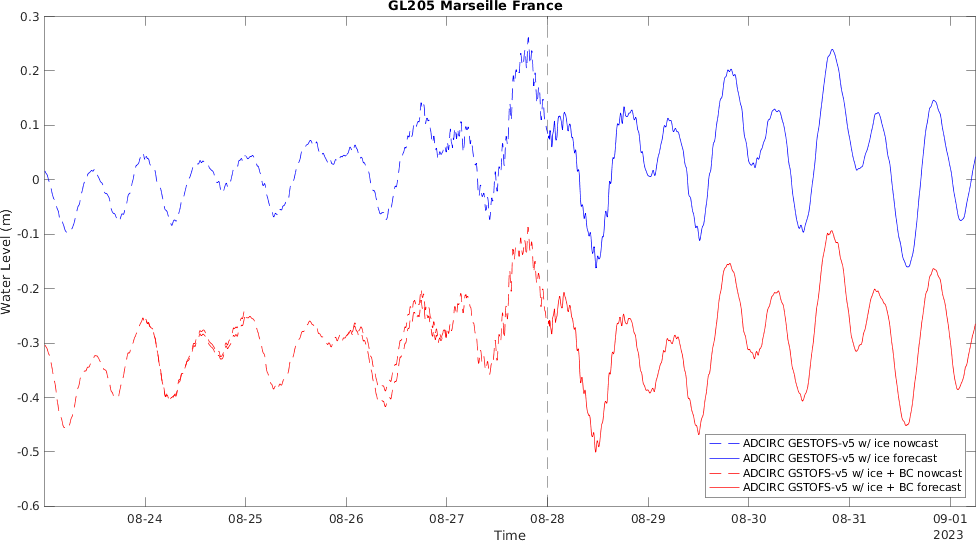 GL205 Marseille France
0.3
0.2
0.1
0
-0.1
-0.2
-0.3
-0.4
-0.5
-0.6
Water Level (m)
ADCIRC GESTOFS-v5 w/ ice nowcast
ADCIRC GESTOFS-v5 w/ ice forecast
ADCIRC GSTOFS-v5 w/ ice + BC nowcast
ADCIRC GSTOFS-v5 w/ ice + BC forecast
08-24 08-25 08-26 08-27 08-28 08-29 08-30 08-31 09-01
2023
Time